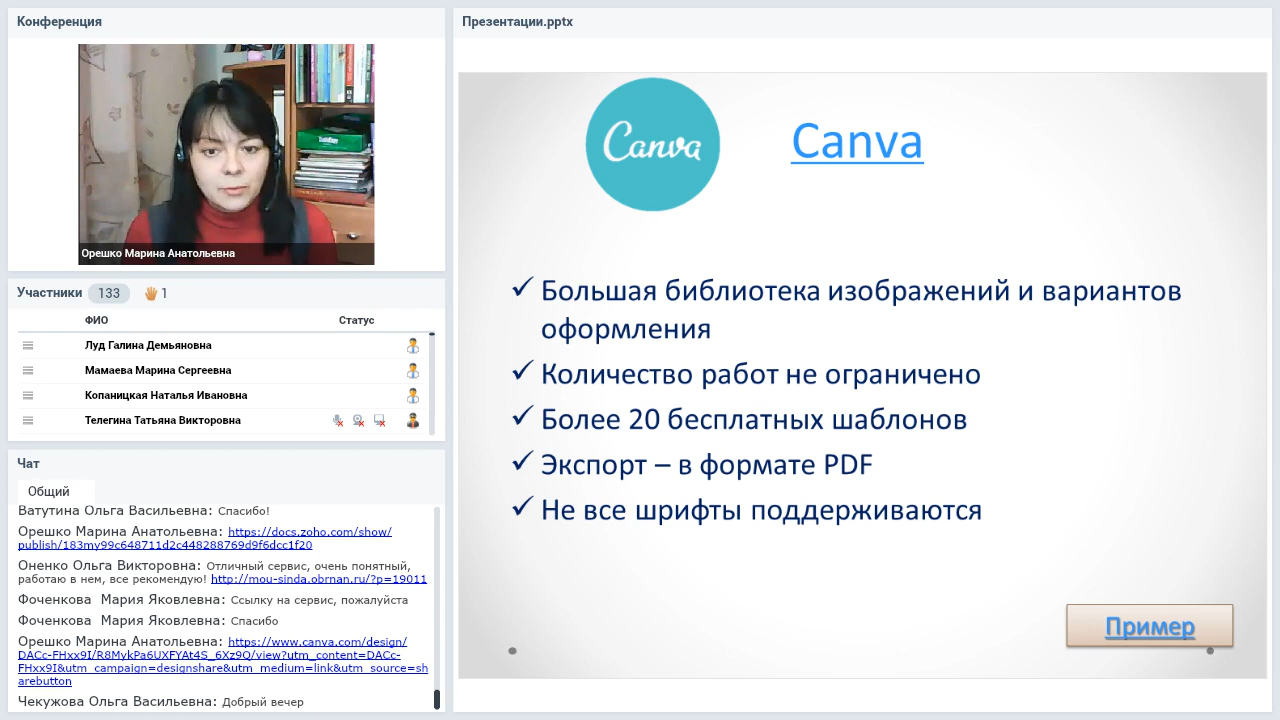 Конференция
Орешко Марина Анатольевна
Участники 133 1
ФИО Статус
Луд Галина Демьяновна
Мамаева Марина Сергеевна
Копаницкая Наталья Ивановна
Телегина Татьяна Викторовна
Чат
Общий
Ватутина Ольга Васильевна: Спасибо!
Орешко Марина Анатольевна: https://docs.zoho.com/show/
publish/183my99c648711d2c448288769d9f6dcc1f20
Оненко Ольга Викторовна: Отличный сервис, очень понятный,
работаю в нем, все рекомендую! http://mou-sinda.obrnan.ru/?p=19011
Фоченкова Мария Яковлевна: Ссылку на сервис, пожалуйста
Фоченкова Мария Яковлевна: Спасибо
Орешко Марина Анатольевна: https://www.canva.com/design/
DACc-FHxx9I/R8MykPa6UXFYAt4S_6Xz9Q/view?utm_content=DACc-
FHxx9I&utm_campaign=designshare&utm_medium=link&utm_source=sh
arebutton
Чекужова Ольга Васильевна: Добрый вечер
Презентации.pptx
Canva
Canva
✓ Большая библиотека изображений и вариантов
оформления
✓ Количество работ не ограничено
✓ Более 20 бесплатных шаблонов
✓ Экспорт – в формате PDF
✓ Не все шрифты поддерживаются
Пример